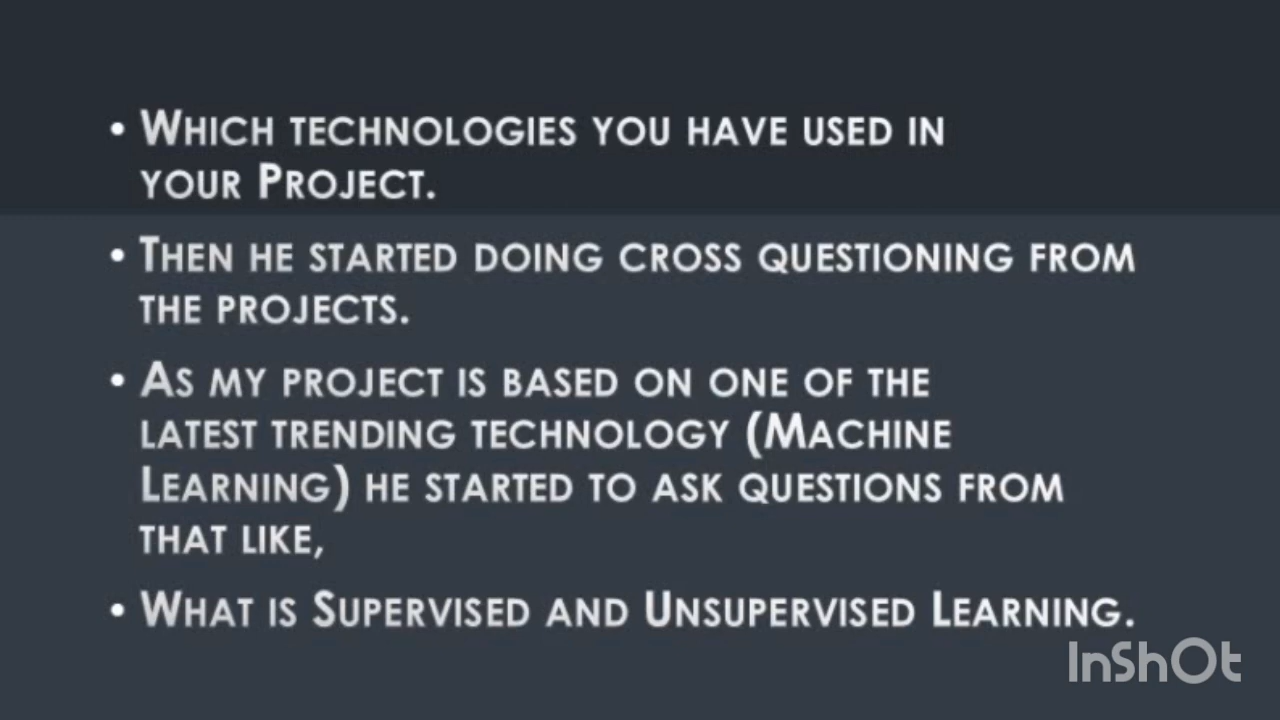 • Which technologies you have used in
your Project.
• Then he started doing cross questioning from
the projects.
• As my project is based on one of the
latest trending technology (Machine
Learning) he started to ask questions from
that like,
• What is Supervised and Unsupervised Learning.
InShOt